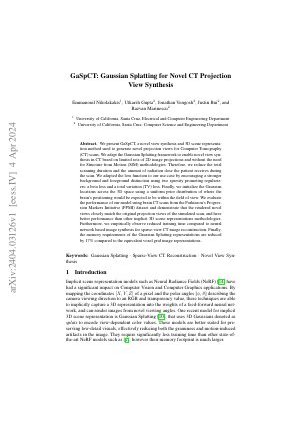 GaSpCT: Gaussian Splatting for Novel CT Projection
View Synthesis
Emmanouil Nikolakakis¹, Utkarsh Gupta², Jonathan Vengosh², Justin Bui², and
Razvan Marinescu²
¹ University of California, Santa Cruz, Electrical and Computer Engineering Department
² University of California, Santa Cruz, Computer Science and Engineering Department
arXiv:2404.03126v1 [eess.IV] 4 Apr 2024
Abstract. We present GaSpCT, a novel view synthesis and 3D scene representa-
tion method used to generate novel projection views for Computer Tomography
(CT) scans. We adapt the Gaussian Splatting framework to enable novel view syn-
thesis in CT based on limited sets of 2D image projections and without the need
for Structure from Motion (SfM) methodologies. Therefore, we reduce the total
scanning duration and the amount of radiation dose the patient receives during
the scan. We adapted the loss function to our use-case by encouraging a stronger
background and foreground distinction using two sparsity promoting regulariz-
ers: a beta loss and a total variation (TV) loss. Finally, we initialize the Gaussian
locations across the 3D space using a uniform prior distribution of where the
brain's positioning would be expected to be within the field of view. We evaluate
the performance of our model using brain CT scans from the Parkinson's Progres-
sion Markers Initiative (PPMI) dataset and demonstrate that the rendered novel
views closely match the original projection views of the simulated scan, and have
better performance than other implicit 3D scene representations methodologies.
Furthermore, we empirically observe reduced training time compared to neural
network based image synthesis for sparse-view CT image reconstruction. Finally,
the memory requirements of the Gaussian Splatting representations are reduced
by 17% compared to the equivalent voxel grid image representations.
Keywords: Gaussian Splatting · Sparse-View CT Reconstruction · Novel View Syn-
thesis
1 Introduction
Implicit scene representation models such as Neural Radiance Fields (NeRF) have
had a significant impact on Computer Vision and Computer Graphics applications. By
mapping the coordinates [X, Y, Z] of a pixel and the polar angles describing the
camera viewing direction to an RGB and transparency value, these techniques are able
to implicitly capture a 3D representation into the weights of a feed-forward neural net-
work, and can render images from novel viewing angles. One recent model for implicit
3D scene representation is Gaussian Splatting, that uses 3D Gaussians denoted as
splats to encode view-dependent color values. These models are better suited for pre-
serving low-detail visuals, effectively reducing both the graininess and motion-induced
artifacts in the image. They require significantly less training time than other state-of-
the-art NeRF models such as, however their memory footprint is much larger.